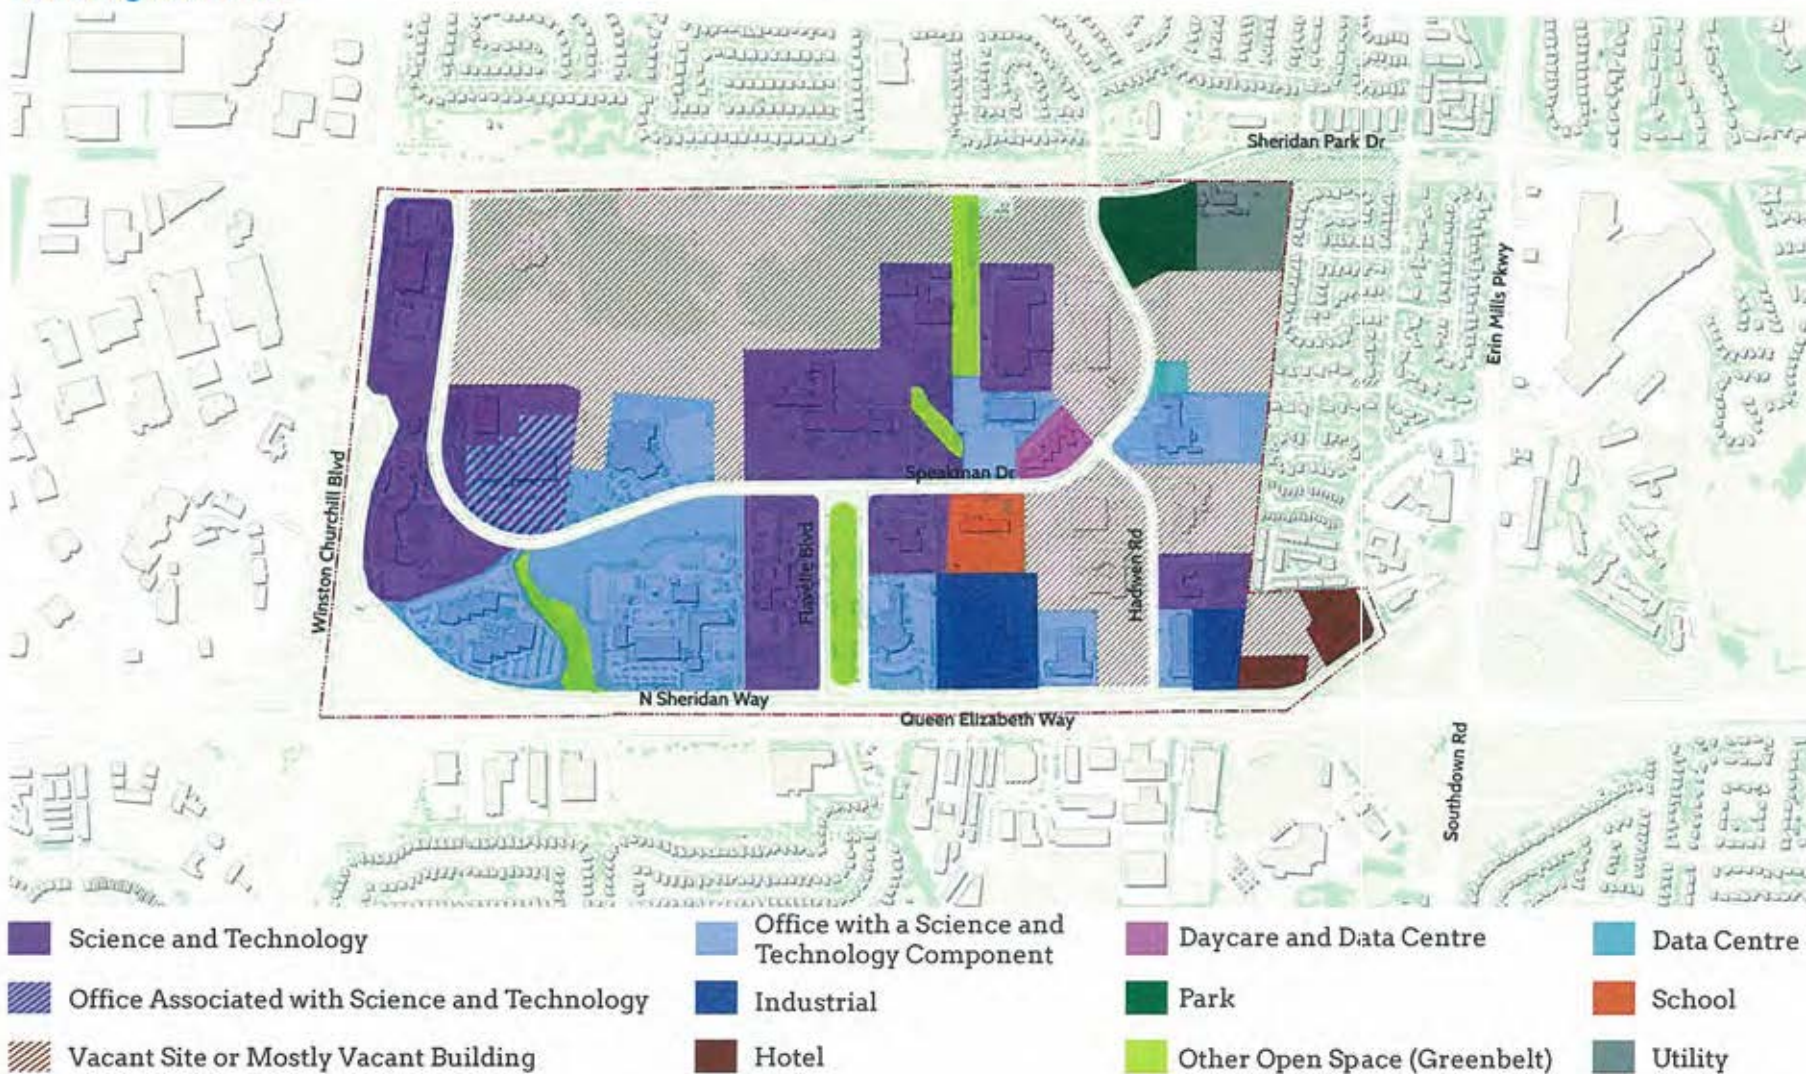 Sheridan Park Dr
Erin Mills Pkwy
Winston Churchill Blvd
Speakman Dr
Flavelle Blvd
Hadwen Rd
N Sheridan Way
Queen Elizabeth Way
Southdown Rd
Science and Technology
Office with a Science and
Technology Component
Daycare and Data Centre
Data Centre
Office Associated with Science and Technology
Industrial
Park
School
Vacant Site or Mostly Vacant Building
Hotel
Other Open Space (Greenbelt)
Utility